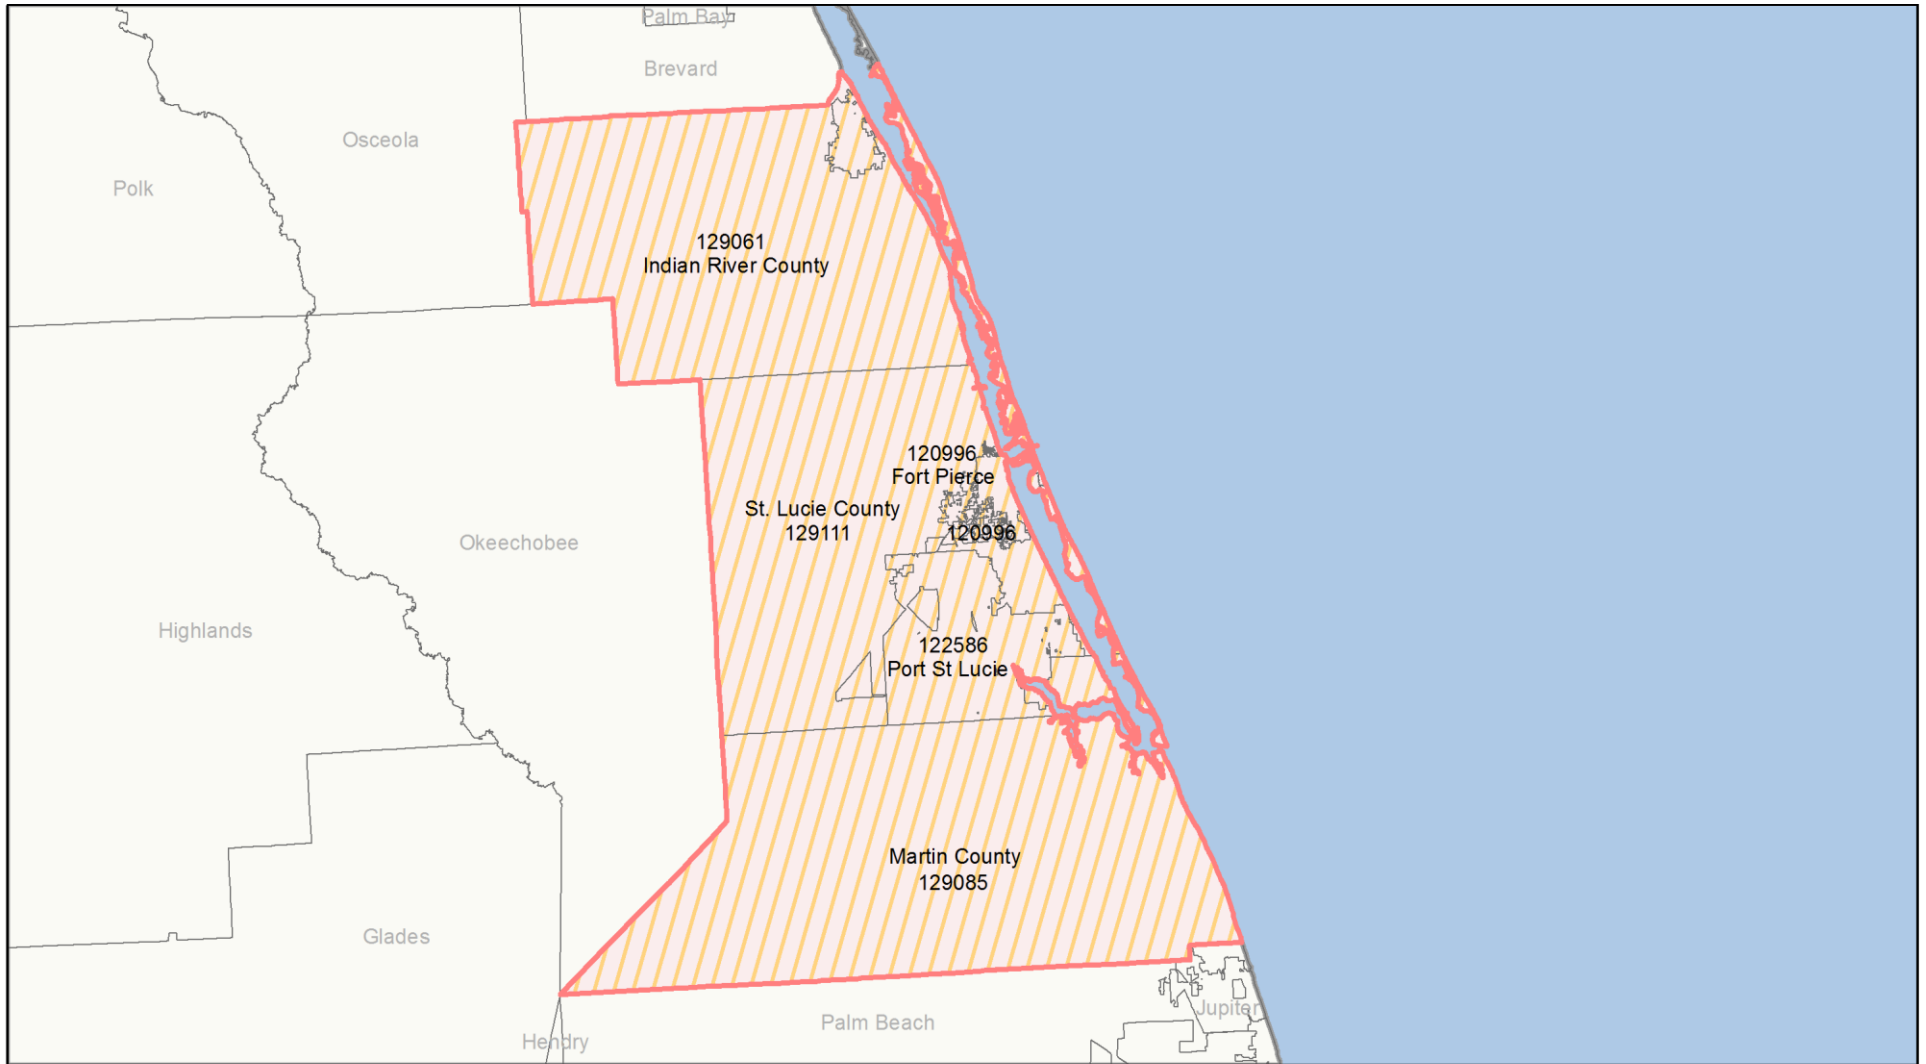 Palm Bay
Brevard
Osceola
Polk
129061
Indian River County
120996
Fort Pierce
St. Lucie County
129111
120996
Okeechobee
Highlands
122586
Port St Lucie
Martin County
129085
Glades
Jupiter
Palm Beach
Hendry